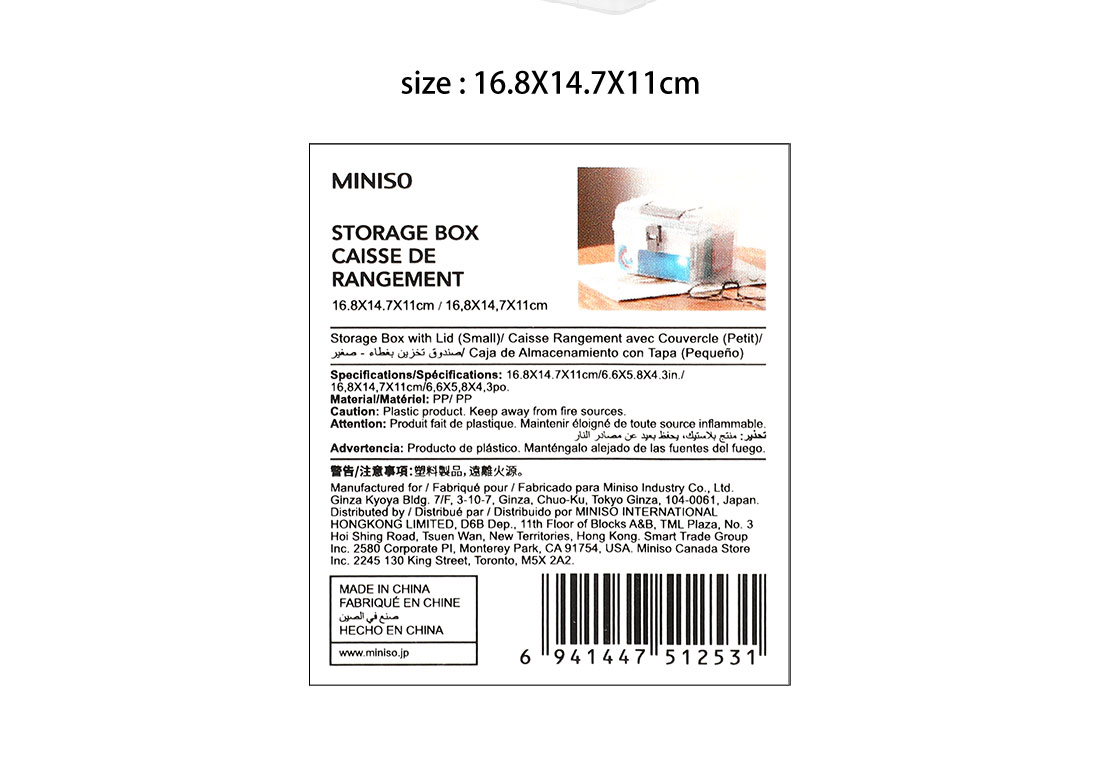 size : 16.8X14.7X11cm
MINISO
STORAGE BOX
CAISSE DE
RANGEMENT
16.8X14.7X11cm / 16,8X14,7X11cm
Storage Box with Lid (Small)/ Caisse Rangement avec Couvercle (Petit)/
صندوق تخزين بغطاء - صغير/ Caja de Almacenamiento con Tapa (Pequeño)
Specifications/Spécifications: 16.8X14.7X11cm/6.6X5.8X4.3in./
16,8X14,7X11cm/6,6X5,8X4,3po.
Material/Matériel: PP/ PP
Caution: Plastic product. Keep away from fire sources.
Attention: Produit fait de plastique. Maintenir éloigné de toute source inflammable.
تحذير: منتج بلاستيك، يحفظ بعيد عن مصادر النار
Advertencia: Producto de plástico. Manténgalo alejado de las fuentes del fuego.
警告/注意事項:塑料製品，遠離火源。
Manufactured for / Fabriqué pour / Fabricado para Miniso Industry Co., Ltd.
Ginza Kyoya Bldg. 7/F, 3-10-7, Ginza, Chuo-Ku, Tokyo Ginza, 104-0061, Japan.
Distributed by / Distribué par / Distribuido por MINISO INTERNATIONAL
HONGKONG LIMITED, D6B Dep., 11th Floor of Blocks A&B, TML Plaza, No. 3
Hoi Shing Road, Tsuen Wan, New Territories, Hong Kong. Smart Trade Group
Inc. 2580 Corporate Pl, Monterey Park, CA 91754, USA. Miniso Canada Store
Inc. 2245 130 King Street, Toronto, M5X 2A2.
MADE IN CHINA
FABRIQUÉ EN CHINE
صنع في الصين
HECHO EN CHINA
www.miniso.jp
6 941447 512531